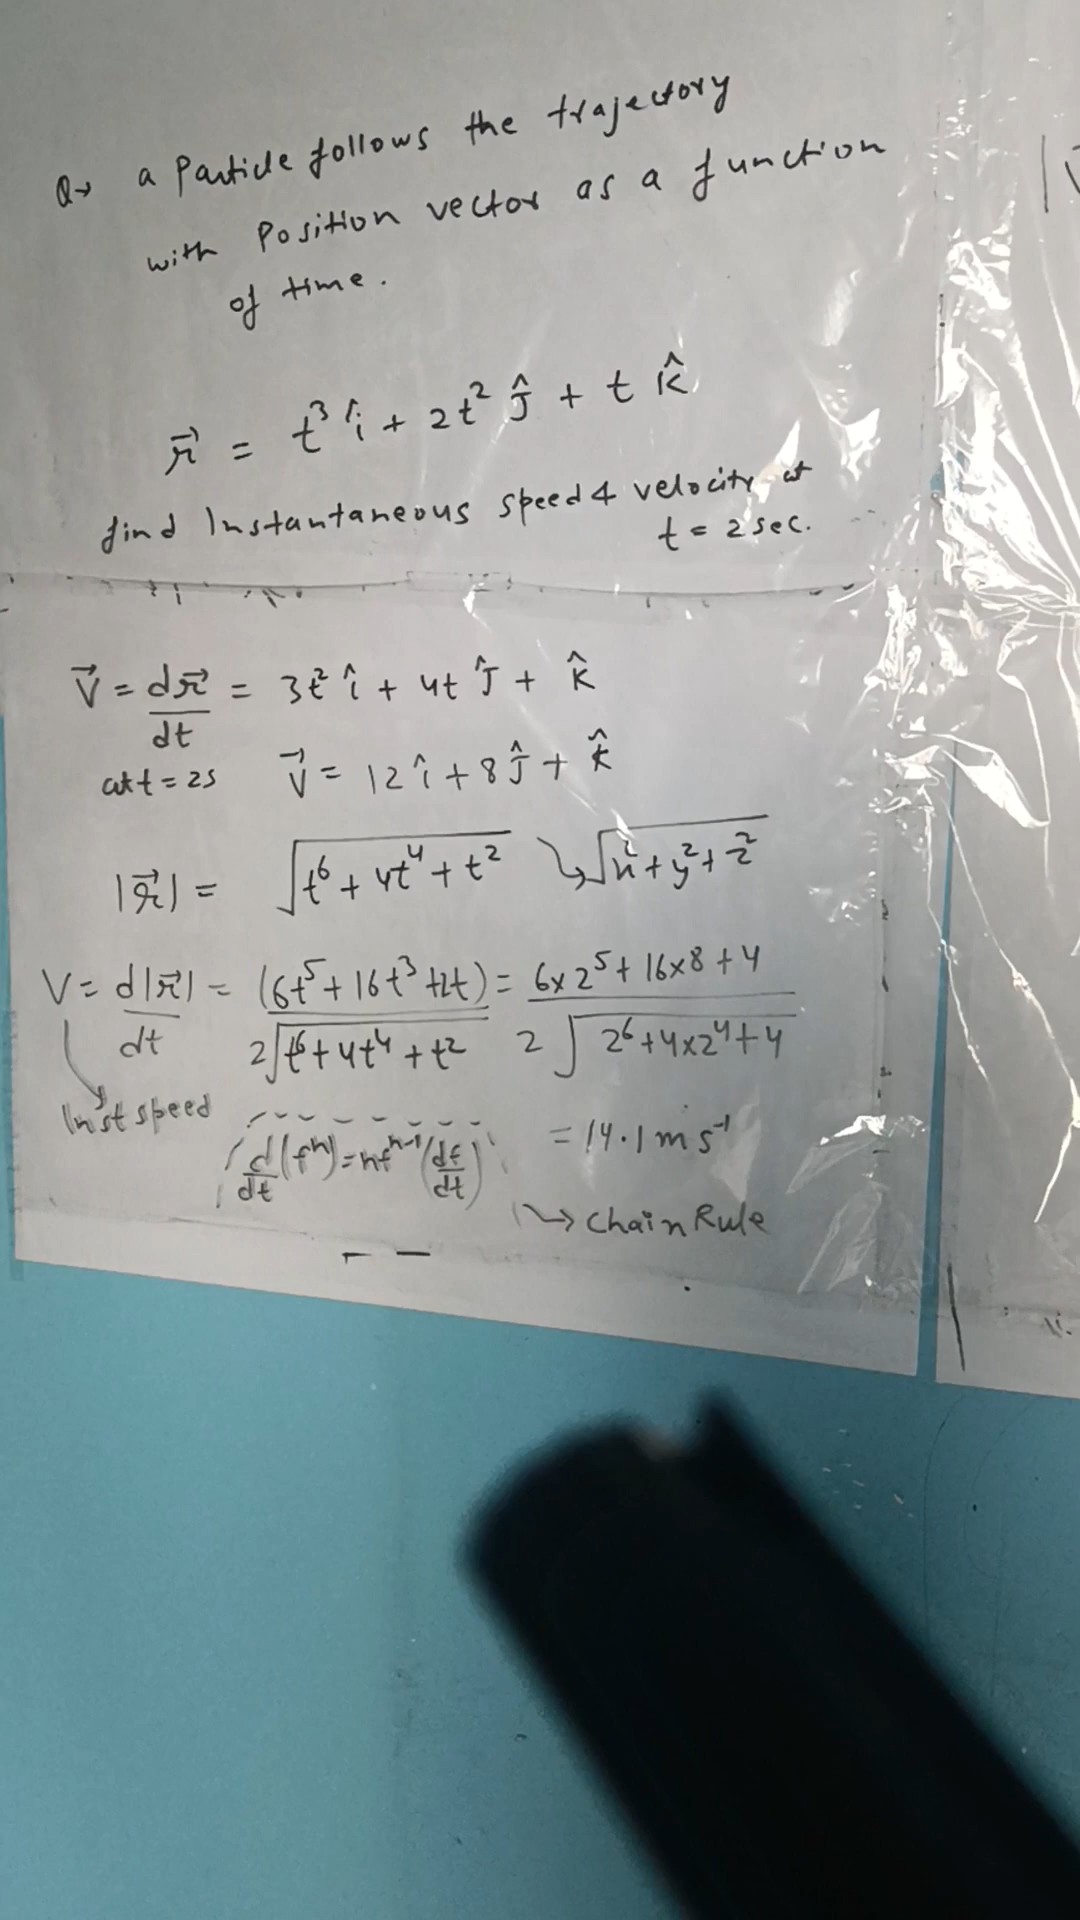 Q→ a Particle follows the trajectory
with Position vector as a function
of time.
r⃗ = t³ î + 2t² ĵ + t k̂
find Instantaneous speed & velocity at
t = 2 sec.
V⃗ = dr⃗/dt = 3t² î + 4t ĵ + k̂
at t = 2s V⃗ = 12 î + 8 ĵ + k̂
|r⃗| = √(t⁶ + 4t⁴ + t²) ↳ √(x² + y² + z²)
V = d|r⃗|/dt = (6t⁵ + 16t³ + 2t)/(2√(t⁶ + 4t⁴ + t²)) = (6×2⁵ + 16×8 + 4)/(2√(2⁶ + 4×2⁴ + 4))
Inst speed
= 14.1 m s⁻¹
d/dt (fⁿ) = nfⁿ⁻¹ (df/dt)
↳ Chain Rule